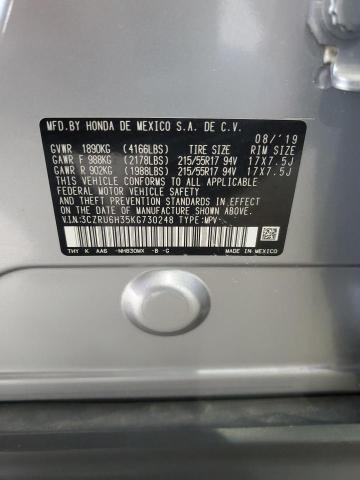 MFD.BY HONDA DE MEXICO S.A. DE C.V.
08/'19
GVWR 1890KG (4166LBS) TIRE SIZE RIM SIZE
GAWR F 988KG (2178LBS) 215/55R17 94V 17X7.5J
GAWR R 902KG (1988LBS) 215/55R17 94V 17X7.5J
THIS VEHICLE CONFORMS TO ALL APPLICABLE
FEDERAL MOTOR VEHICLE SAFETY AND THEFT
PREVENTION STANDARDS IN EFFECT ON THE DATE
OF MANUFACTURE SHOWN ABOVE.
V.I.N:3CZRU6H35KG730248 TYPE:MPV
THY K AA6 -NH830MX -B -G MADE IN MEXICO